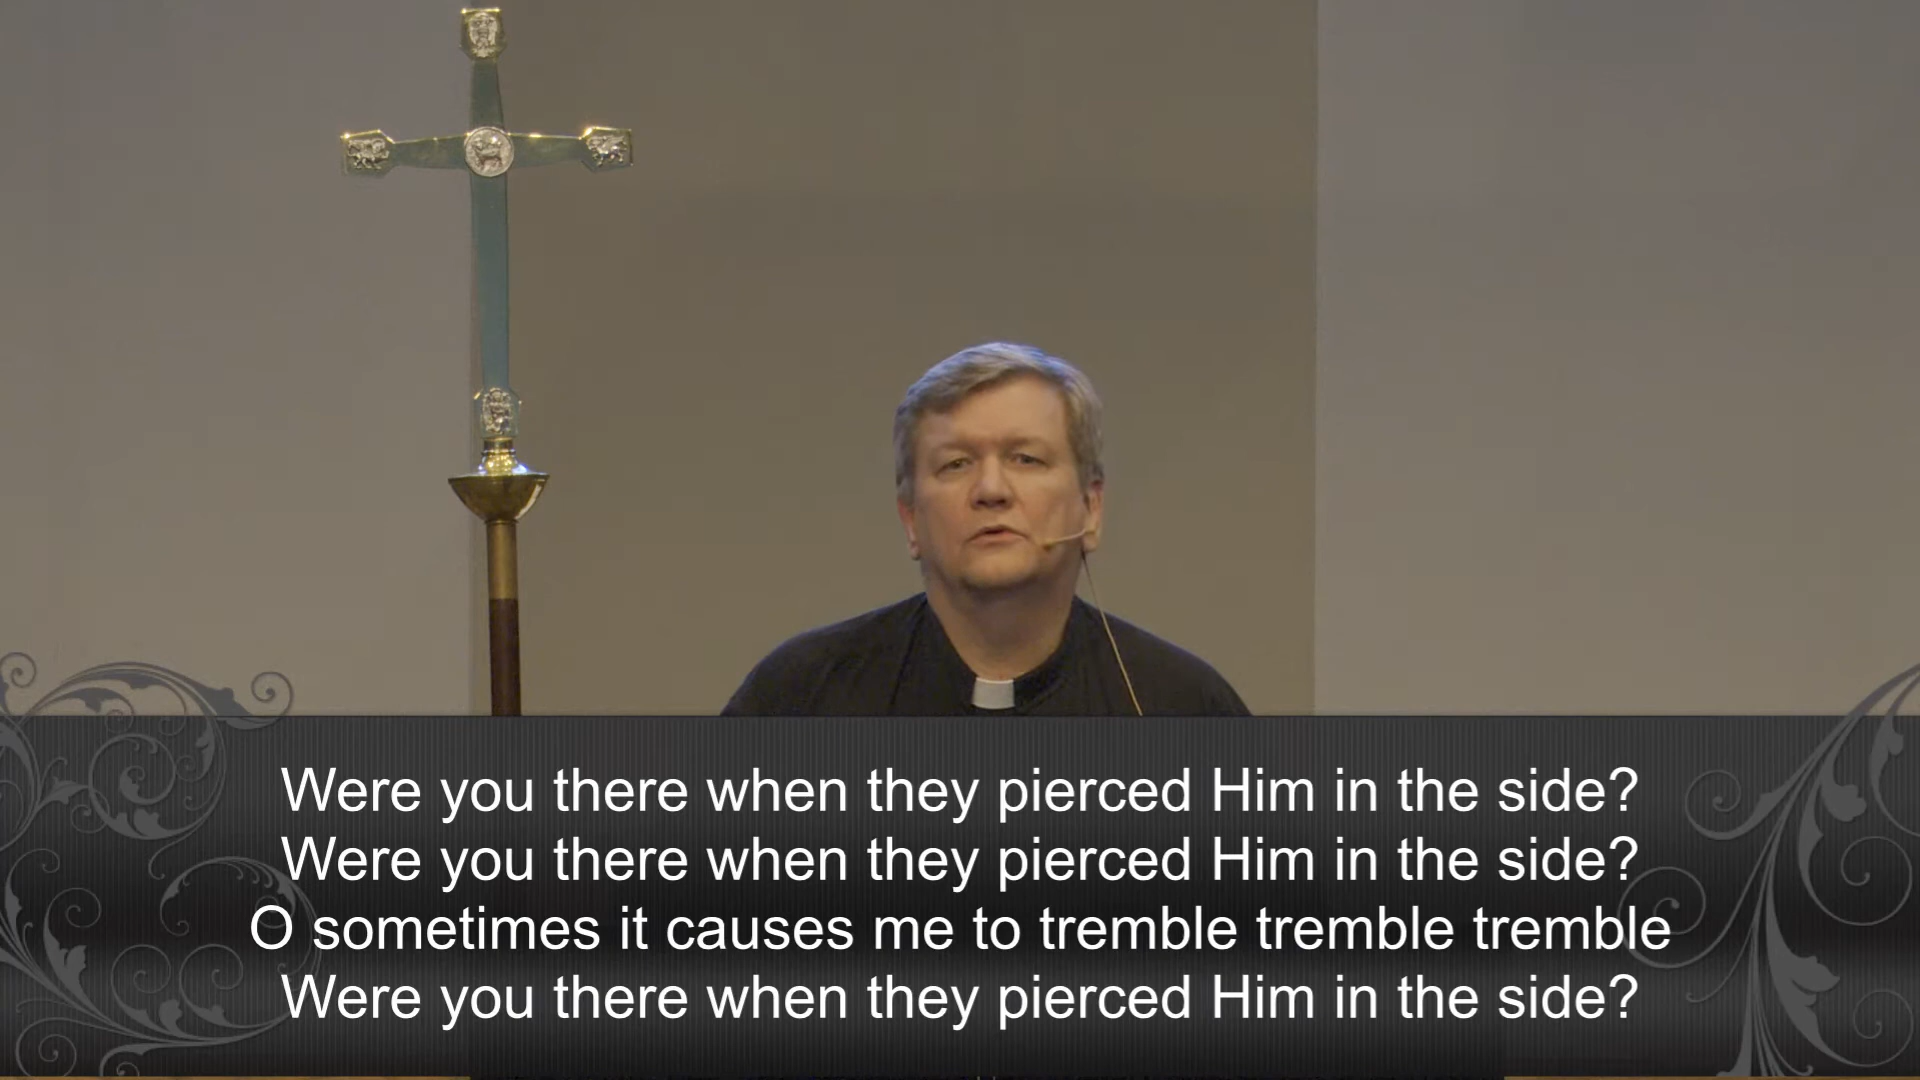 Were you there when they pierced Him in the side?
Were you there when they pierced Him in the side?
O sometimes it causes me to tremble tremble tremble
Were you there when they pierced Him in the side?